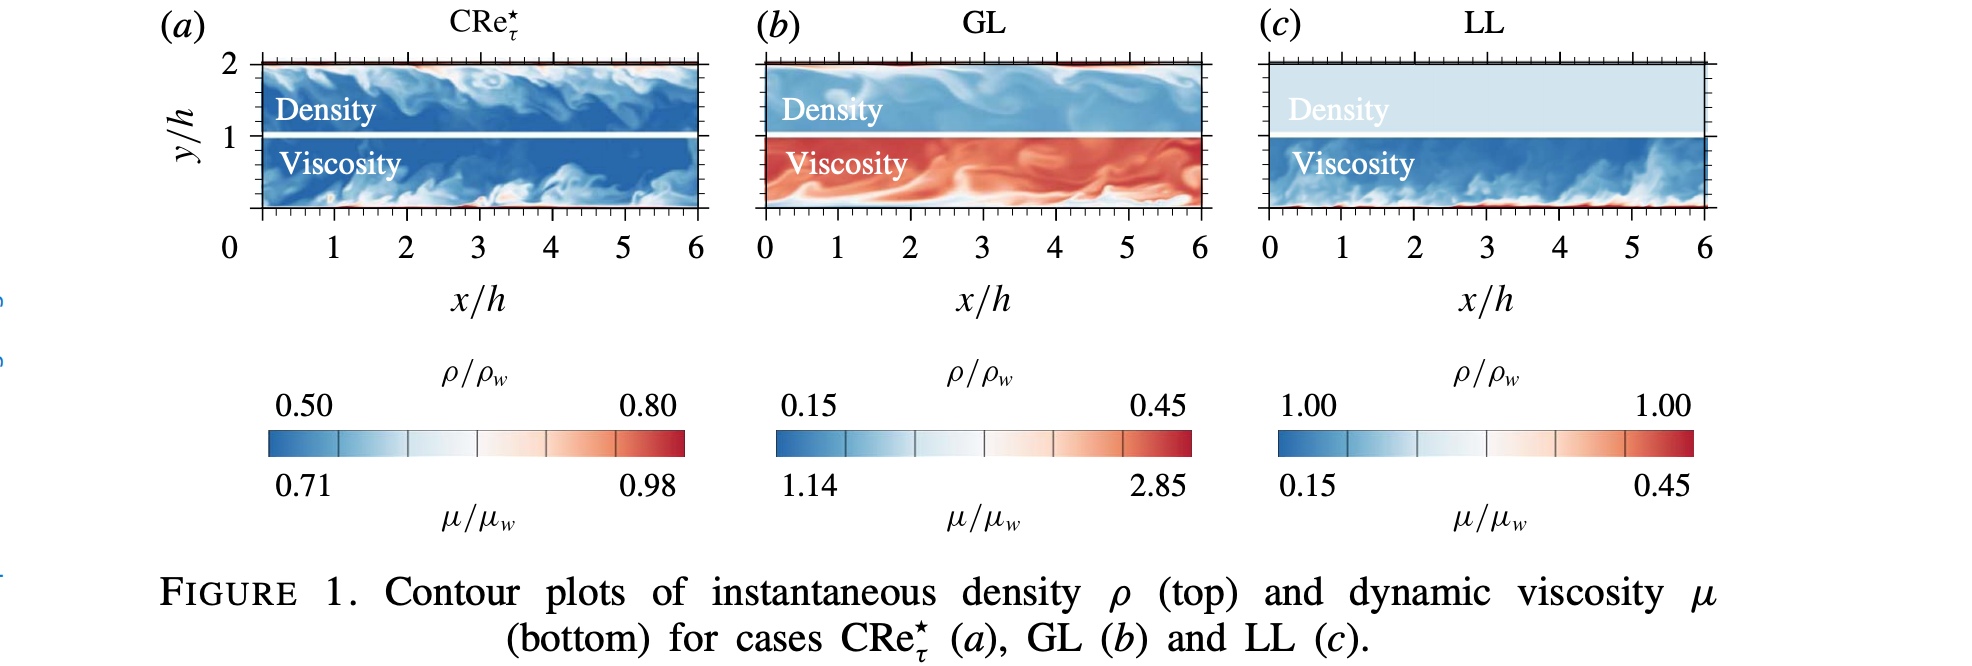 (a) CRe⋆τ (b) GL (c) LL
2
Density Density Density
y/h 1
Viscosity Viscosity Viscosity
0 1 2 3 4 5 6 0 1 2 3 4 5 6 0 1 2 3 4 5 6
x/h x/h x/h
ρ/ρw ρ/ρw ρ/ρw
0.50 0.80 0.15 0.45 1.00 1.00
0.71 0.98 1.14 2.85 0.15 0.45
μ/μw μ/μw μ/μw
FIGURE 1. Contour plots of instantaneous density ρ (top) and dynamic viscosity μ
(bottom) for cases CRe⋆τ (a), GL (b) and LL (c).